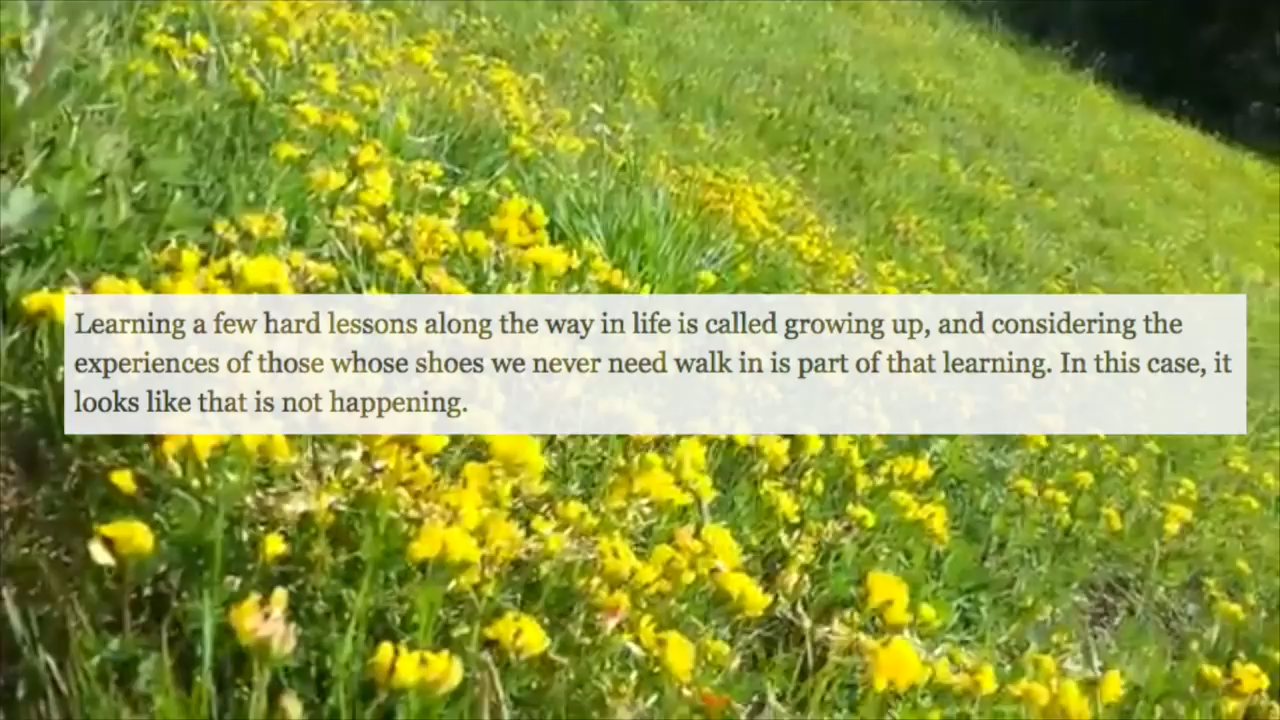 Learning a few hard lessons along the way in life is called growing up, and considering the
experiences of those whose shoes we never need walk in is part of that learning. In this case, it
looks like that is not happening.